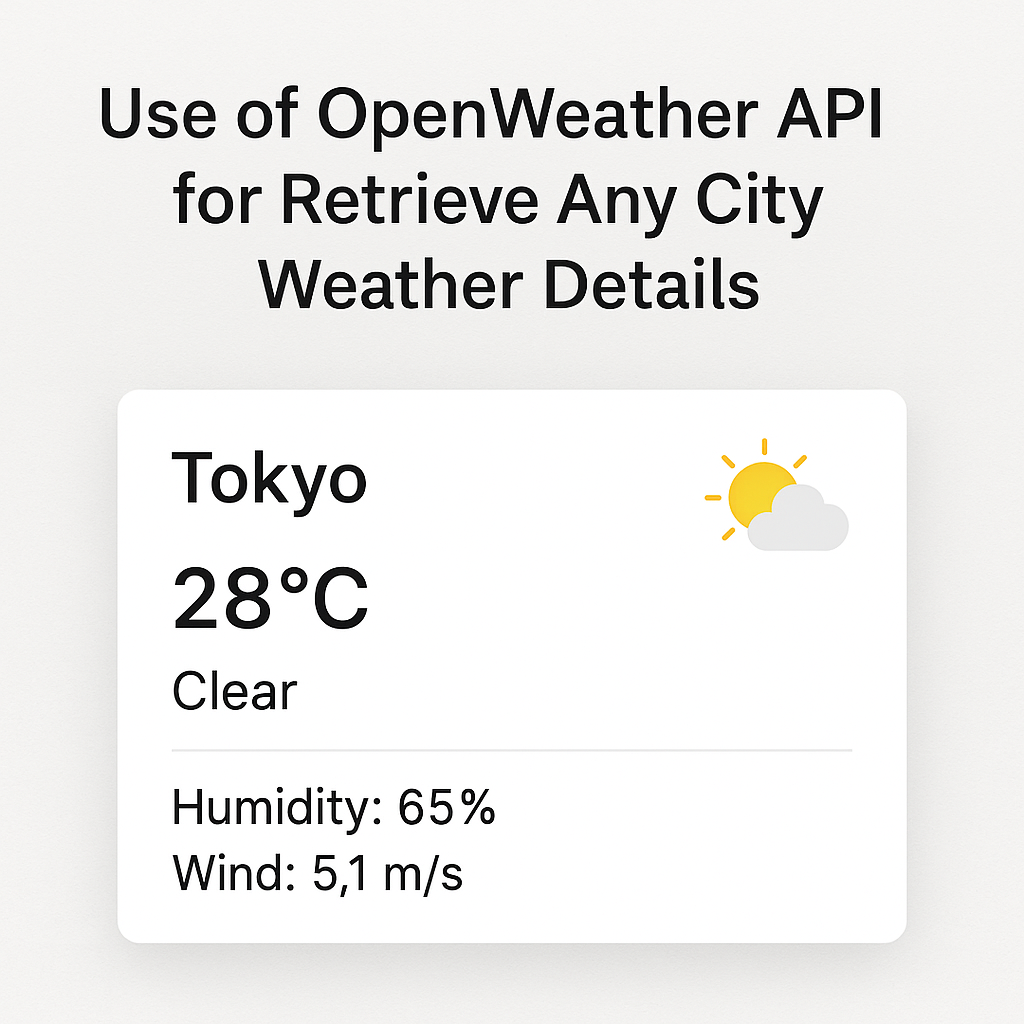 Use of OpenWeather API
for Retrieve Any City
Weather Details
Tokyo
28°C
Clear
Humidity: 65%
Wind: 5,1 m/s